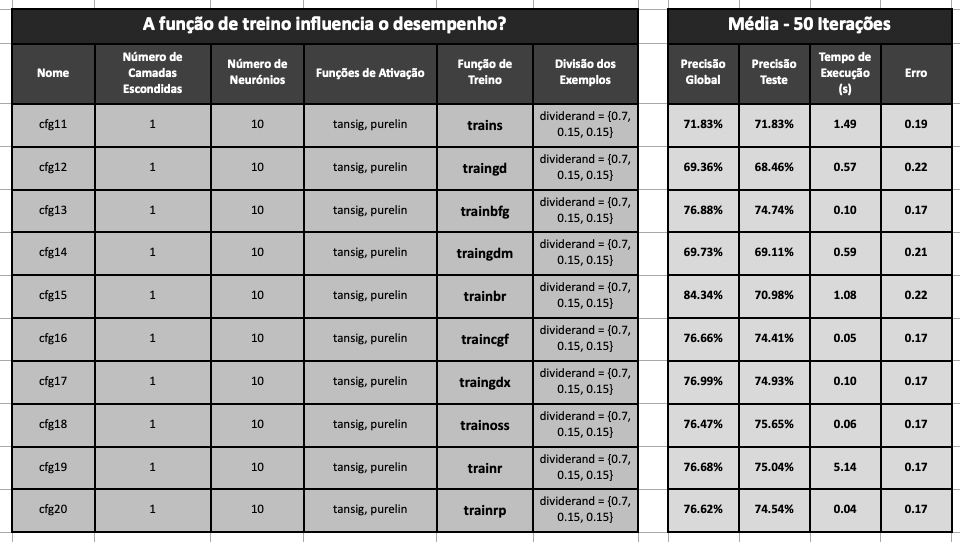 A função de treino influencia o desempenho? Média - 50 Iterações
Nome Número de Camadas Escondidas Número de Neurónios Funções de Ativação Função de Treino Divisão dos Exemplos Precisão Global Precisão Teste Tempo de Execução (s) Erro
cfg11 1 10 tansig, purelin trains dividerand = {0.7, 0.15, 0.15} 71.83% 71.83% 1.49 0.19
cfg12 1 10 tansig, purelin traingd dividerand = {0.7, 0.15, 0.15} 69.36% 68.46% 0.57 0.22
cfg13 1 10 tansig, purelin trainbfg dividerand = {0.7, 0.15, 0.15} 76.88% 74.74% 0.10 0.17
cfg14 1 10 tansig, purelin traingdm dividerand = {0.7, 0.15, 0.15} 69.73% 69.11% 0.59 0.21
cfg15 1 10 tansig, purelin trainbr dividerand = {0.7, 0.15, 0.15} 84.34% 70.98% 1.08 0.22
cfg16 1 10 tansig, purelin traincgf dividerand = {0.7, 0.15, 0.15} 76.66% 74.41% 0.05 0.17
cfg17 1 10 tansig, purelin traingdx dividerand = {0.7, 0.15, 0.15} 76.99% 74.93% 0.10 0.17
cfg18 1 10 tansig, purelin trainoss dividerand = {0.7, 0.15, 0.15} 76.47% 75.65% 0.06 0.17
cfg19 1 10 tansig, purelin trainr dividerand = {0.7, 0.15, 0.15} 76.68% 75.04% 5.14 0.17
cfg20 1 10 tansig, purelin trainrp dividerand = {0.7, 0.15, 0.15} 76.62% 74.54% 0.04 0.17